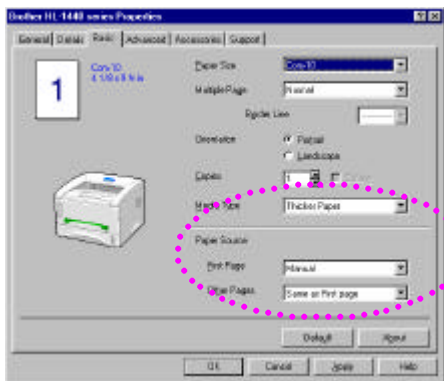 Brother HL-1440 series Properties
General Details Basic Advanced Accessories Support
1
Com-10
4 1/8 x 9 ½ in
Paper Size Com-10
Multiple Page Normal
Border Line
Orientation Portrait
Landscape
Copies 1
Media Type Thicker Paper
Paper Source
First Page Manual
Other Pages Same as First page
Default About
OK Cancel Apply Help